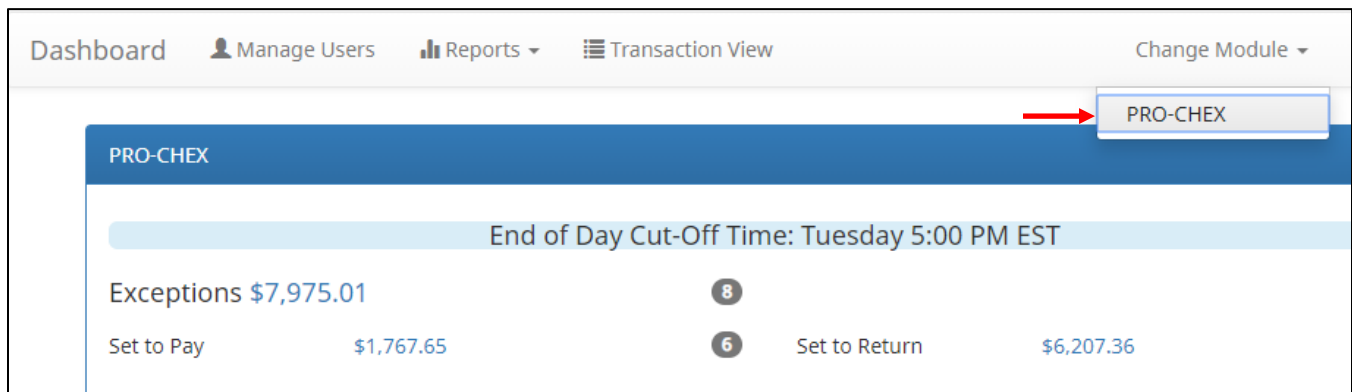 Dashboard Manage Users Reports Transaction View Change Module
PRO-CHEX
PRO-CHEX
End of Day Cut-Off Time: Tuesday 5:00 PM EST
Exceptions $7,975.01 8
Set to Pay $1,767.65 6 Set to Return $6,207.36